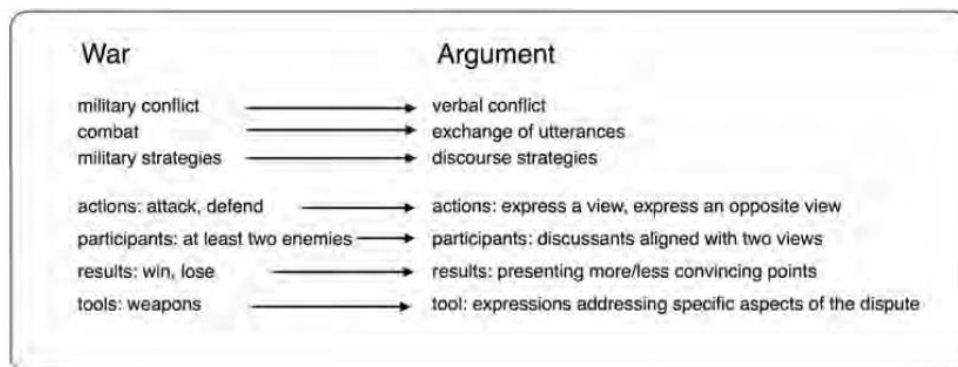 War Argument
military conflict verbal conflict
combat exchange of utterances
military strategies discourse strategies
actions: attack, defend actions: express a view, express an opposite view
participants: at least two enemies participants: discussants aligned with two views
results: win, lose results: presenting more/less convincing points
tools: weapons tool: expressions addressing specific aspects of the dispute